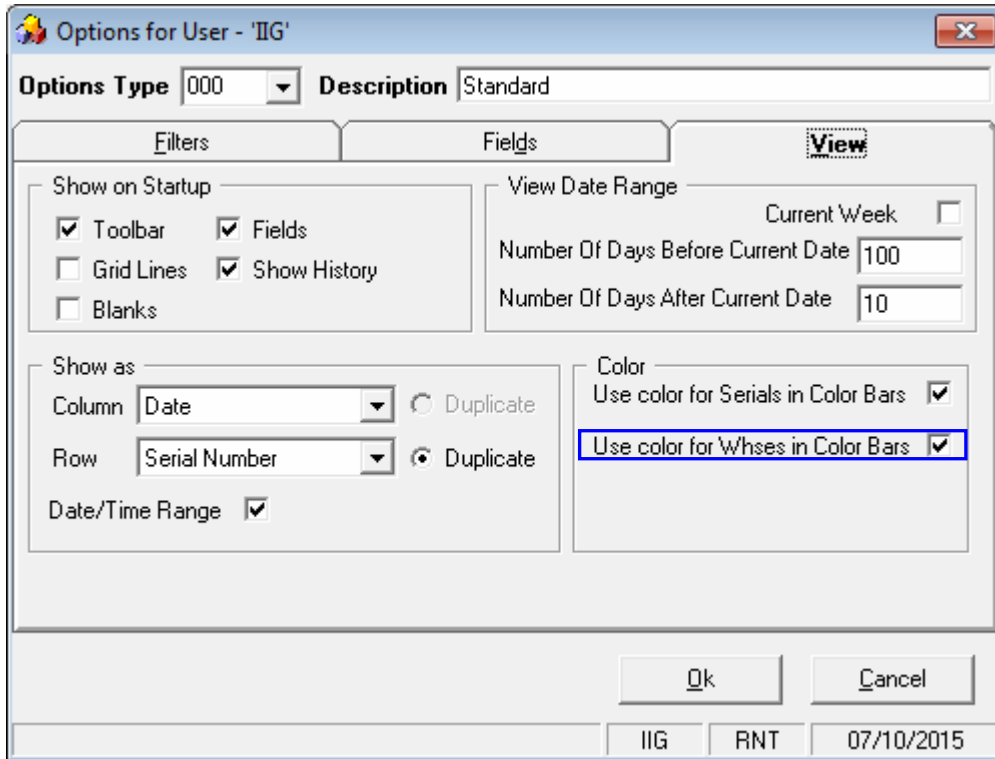 Options for User - 'IIG'
Options Type 000 Description Standard
Filters Fields View
Show on Startup
Toolbar Fields
Grid Lines Show History
Blanks
View Date Range
Current Week
Number Of Days Before Current Date 100
Number Of Days After Current Date 10
Show as
Column Date Duplicate
Row Serial Number Duplicate
Date/Time Range
Color
Use color for Serials in Color Bars
Use color for Whses in Color Bars
Ok Cancel
IIG RNT 07/10/2015